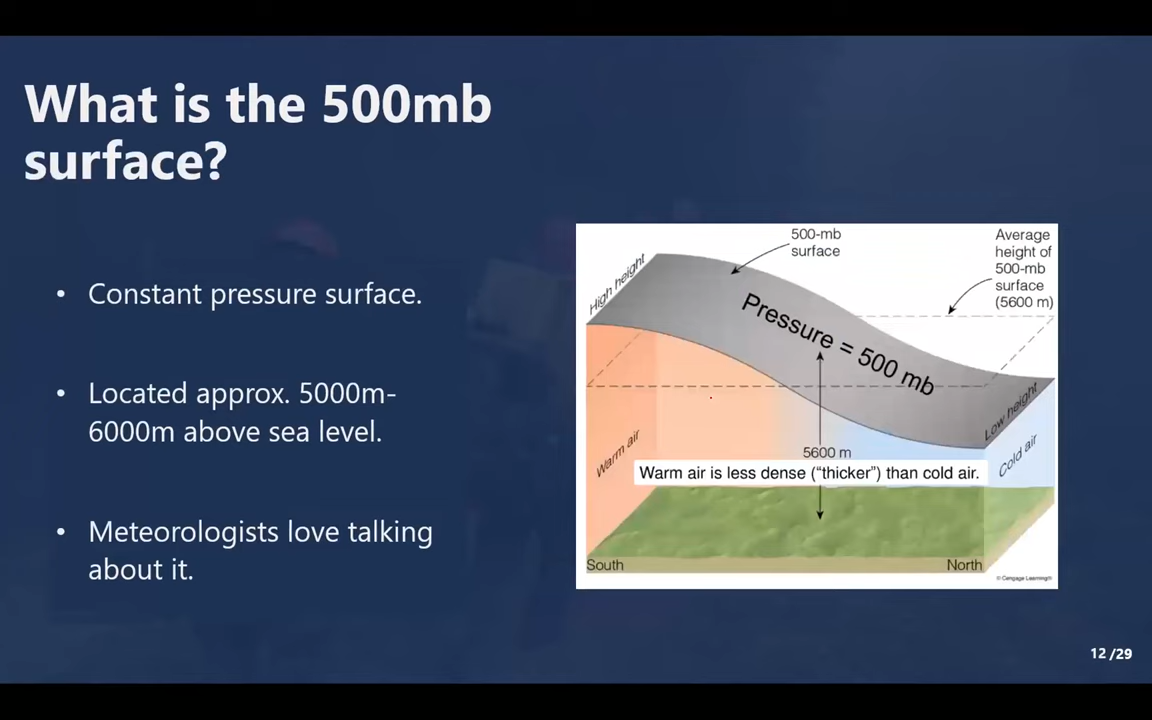 What is the 500mb
surface?
• Constant pressure surface.
• Located approx. 5000m-
6000m above sea level.
• Meteorologists love talking
about it.
500-mb
surface
Average
height of
500-mb
surface
(5600 m)
High height
Pressure = 500 mb
Low height
Warm air
Cold air
5600 m
Warm air is less dense (“thicker”) than cold air.
South
North
© Cengage Learning®
12 /29